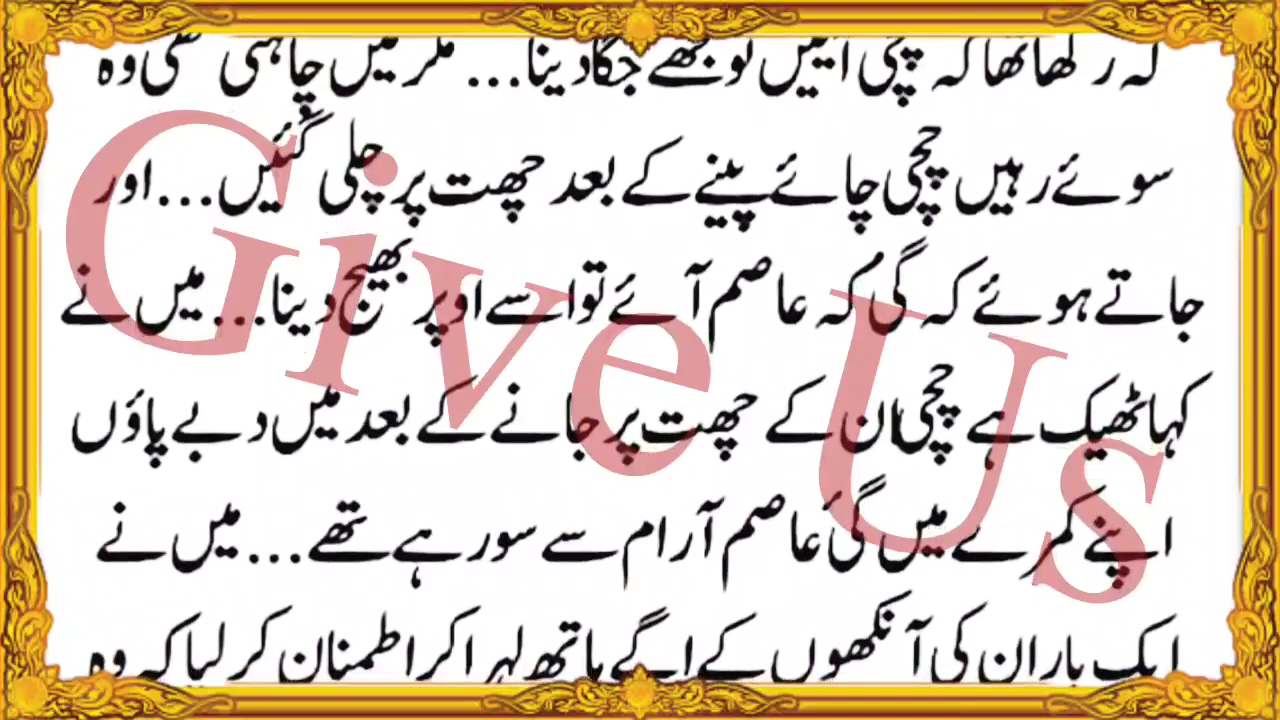 کہ رکھا تھا کہ چچی آئیں تو مجھے جگا دینا... مگر میں چاہتی تھی وہ
سوئے رہیں چچی چائے پینے کے بعد چھت پر چلی گئیں... اور
جاتے ہوئے کہ گی کہ عاصم آئے تو اسے اوپر بھیج دینا... میں نے
کہا ٹھیک ہے چچی ان کے چھت پر جانے کے بعد میں دبے پاؤں
اپنے کمرے میں گئ عاصم آرام سے سو رہے تھے... میں نے
ایک بار ان کی آنکھوں کے اگے ہاتھ لہرا کر اطمنان کر لیا کہ وہ
Give Us